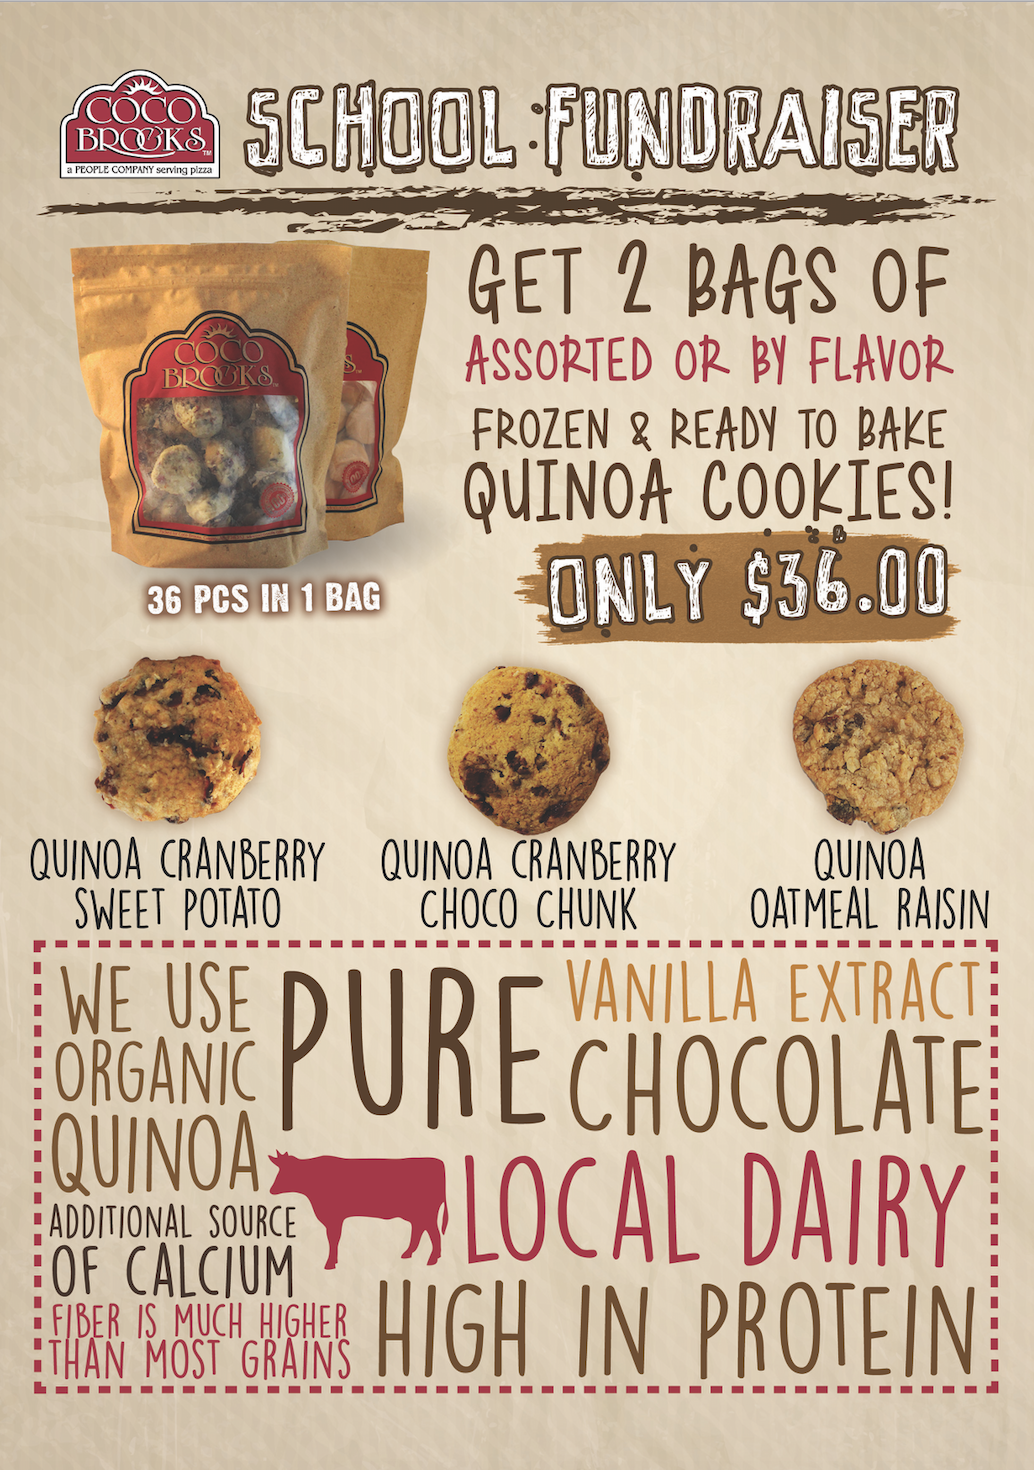 COCO
BROOKS
TM
a PEOPLE COMPANY serving pizza
SCHOOL FUNDRAISER
GET 2 BAGS OF
ASSORTED OR BY FLAVOR
FROZEN & READY TO BAKE
QUINOA COOKIES!
ONLY $36.00
COCO
BROOKS
S
36 PCS IN 1 BAG
QUINOA CRANBERRY
SWEET POTATO
QUINOA CRANBERRY
CHOCO CHUNK
QUINOA
OATMEAL RAISIN
WE USE
ORGANIC
QUINOA
PURE
VANILLA EXTRACT
CHOCOLATE
ADDITIONAL SOURCE
OF CALCIUM
FIBER IS MUCH HIGHER
THAN MOST GRAINS
LOCAL DAIRY
HIGH IN PROTEIN